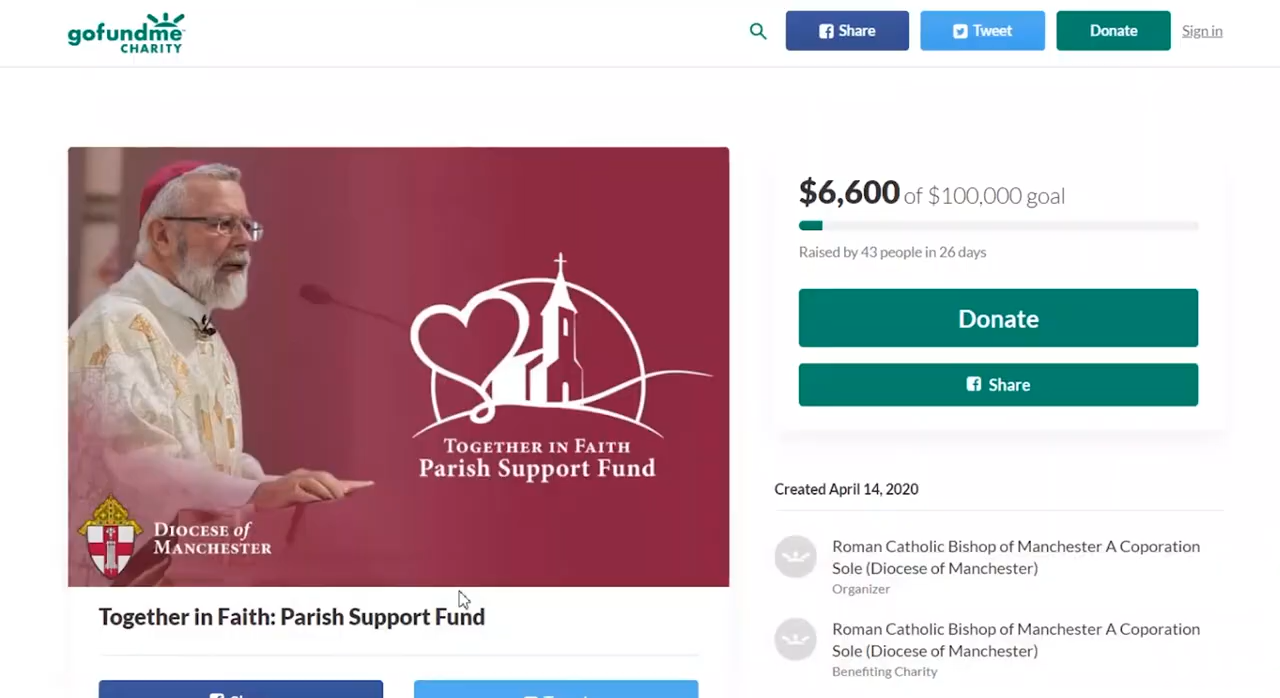 gofundme
CHARITY
Share
Tweet
Donate
Sign in
TOGETHER IN FAITH
Parish Support Fund
DIOCESE of
MANCHESTER
Together in Faith: Parish Support Fund
$6,600 of $100,000 goal
Raised by 43 people in 26 days
Donate
Share
Created April 14, 2020
Roman Catholic Bishop of Manchester A Coporation
Sole (Diocese of Manchester)
Organizer
Roman Catholic Bishop of Manchester A Coporation
Sole (Diocese of Manchester)
Benefiting Charity